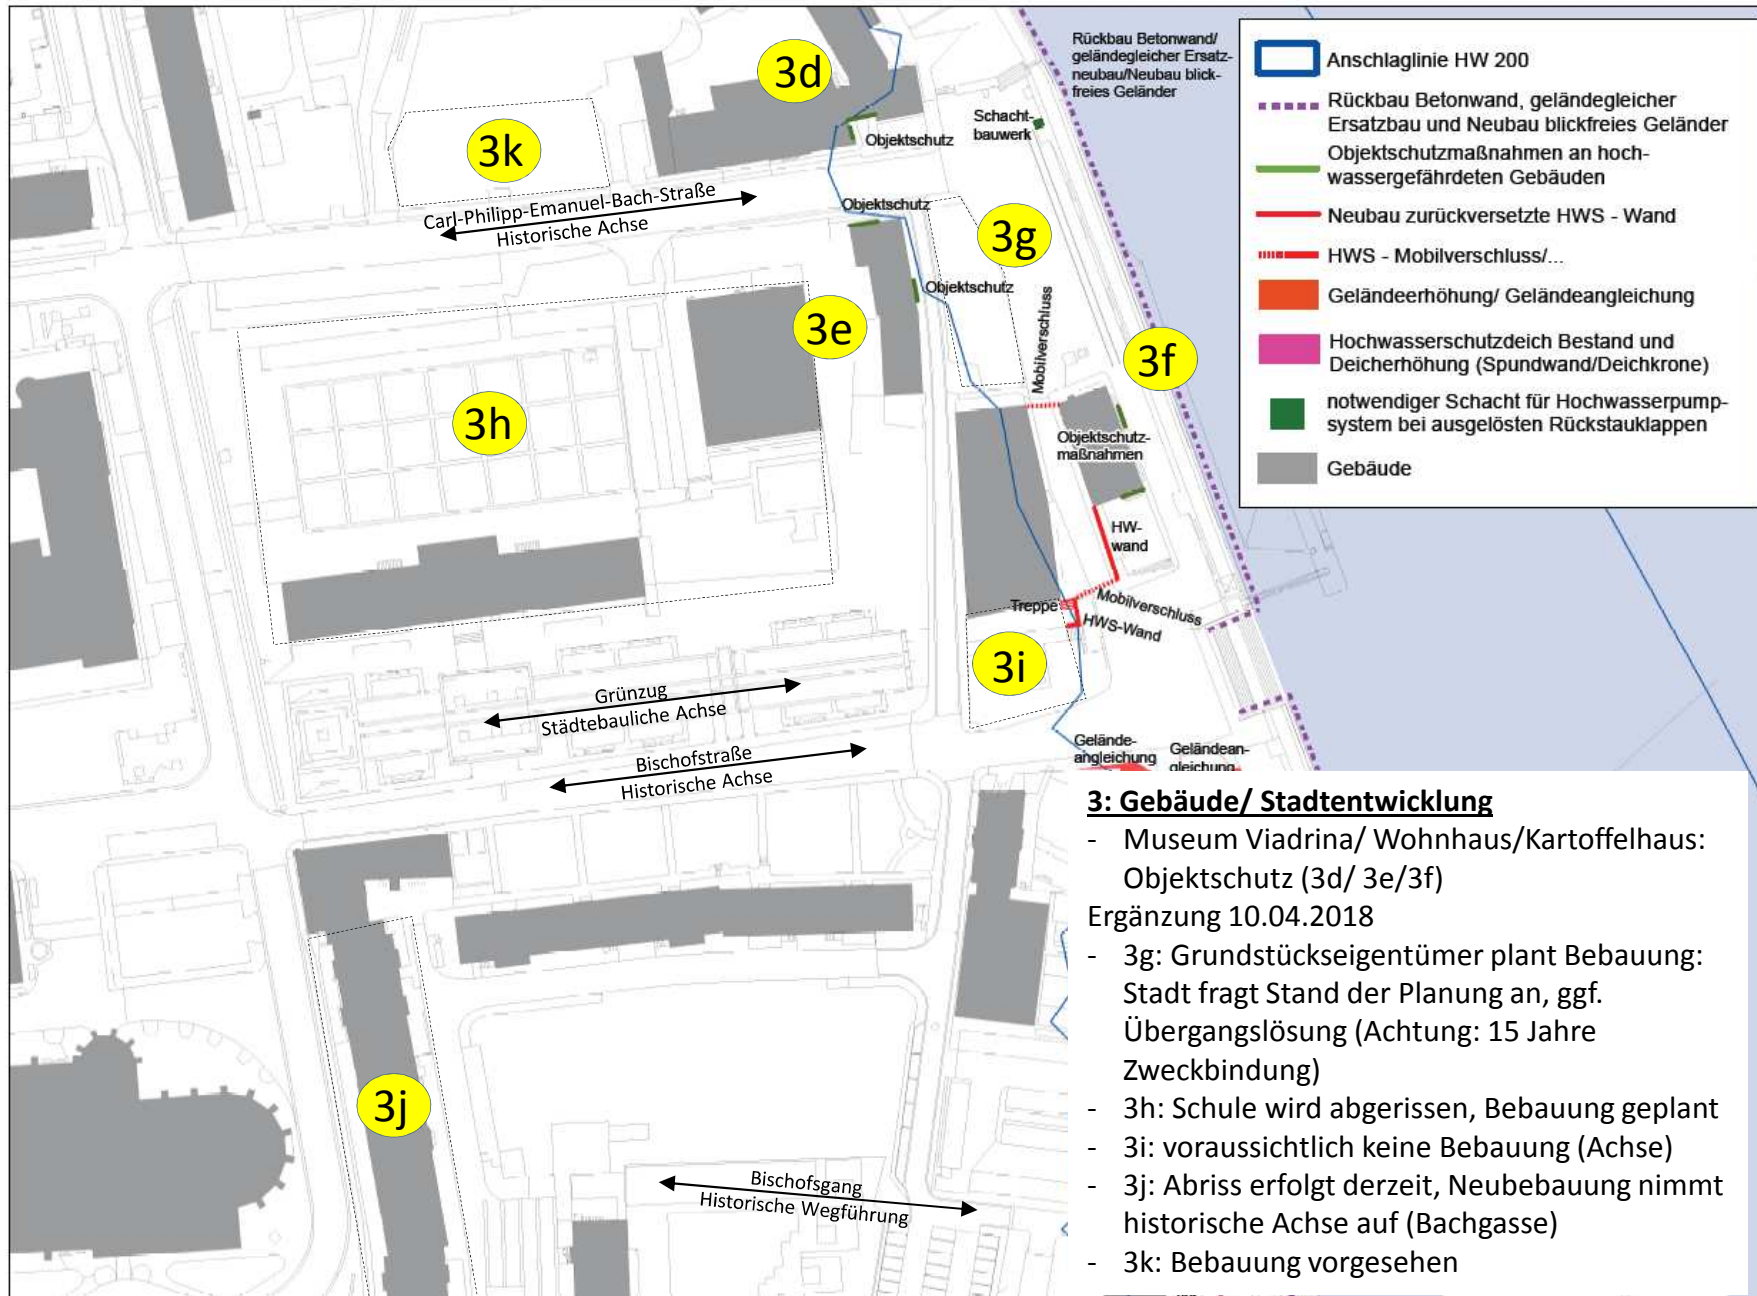 3d
3k
Carl-Philipp-Emanuel-Bach-Straße
Historische Achse
Objektschutz
Objektschutz
Objektschutz
Rückbau Betonwand/
geländegleicher Ersatz-
neubau/Neubau blick-
freies Geländer
Schacht-
bauwerk
3g
3e
3h
Mobilverschluss
3f
Objektschutz-
maßnahmen
HW-
wand
Treppe
Mobilverschluss
HWS-Wand
3i
Grünzug
Städtebauliche Achse
Bischofstraße
Historische Achse
Gelände-
angleichung
Geländean-
gleichung
3j
Bischofsgang
Historische Wegführung
Anschlaglinie HW 200
Rückbau Betonwand, geländegleicher
Ersatzbau und Neubau blickfreies Geländer
Objektschutzmaßnahmen an hoch-
wassergefährdeten Gebäuden
Neubau zurückversetzte HWS - Wand
HWS - Mobilverschluss/...
Geländeerhöhung/ Geländeangleichung
Hochwasserschutzdeich Bestand und
Deicherhöhung (Spundwand/Deichkrone)
notwendiger Schacht für Hochwasserpump-
system bei ausgelösten Rückstauklappen
Gebäude
3: Gebäude/ Stadtentwicklung
- Museum Viadrina/ Wohnhaus/Kartoffelhaus:
Objektschutz (3d/ 3e/3f)
Ergänzung 10.04.2018
- 3g: Grundstückseigentümer plant Bebauung:
Stadt fragt Stand der Planung an, ggf.
Übergangslösung (Achtung: 15 Jahre
Zweckbindung)
- 3h: Schule wird abgerissen, Bebauung geplant
- 3i: voraussichtlich keine Bebauung (Achse)
- 3j: Abriss erfolgt derzeit, Neubebauung nimmt
historische Achse auf (Bachgasse)
- 3k: Bebauung vorgesehen